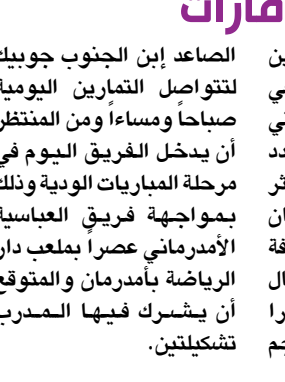 مارات
الصاعد إبن الجنوب جوبيك
لتتواصل التمارين اليومية
صباحاً ومساءاً ومن المنتظر
أن يدخل الفريق اليوم في
مرحلة المباريات الودية وذلك
بمواجهة فريق العباسية
الأمدرماني عصراً بملعب دار
الرياضة بأمدرمان والمتوقع
أن يشرك فيها المدرب
تشكيلتين.